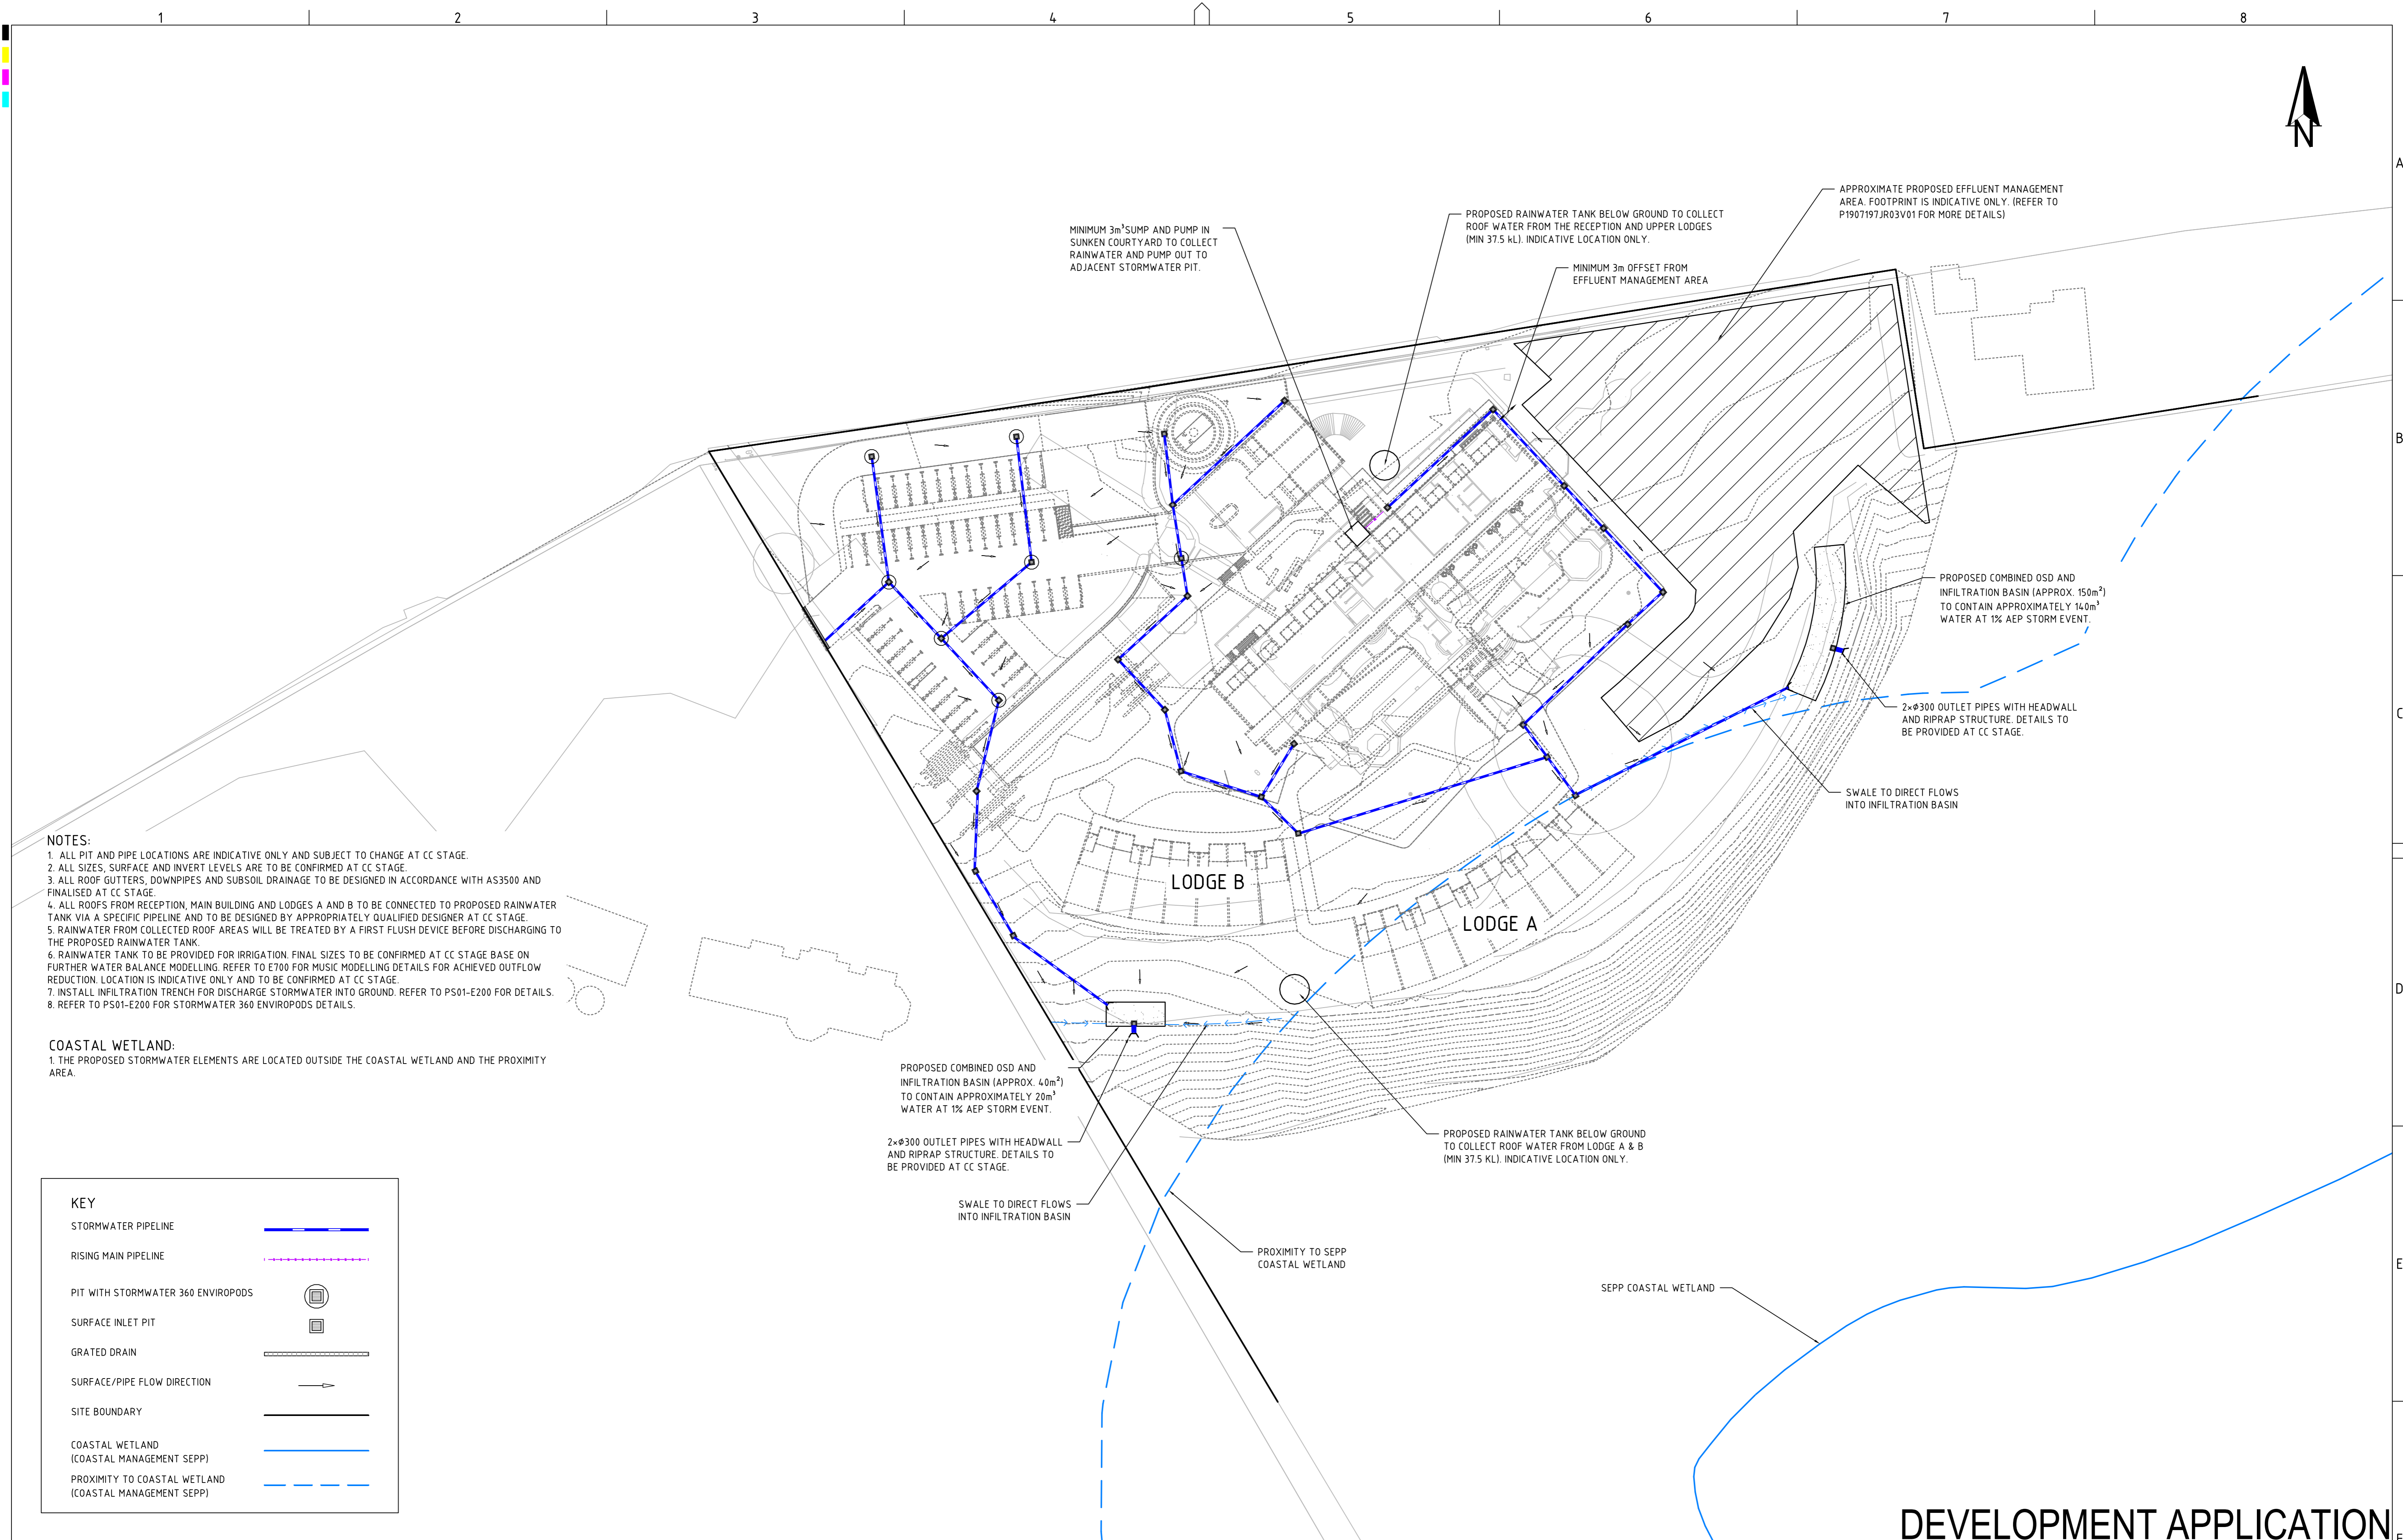 1 2 3 4 5 6 7 8
N
A
B
C
D
E
F
MINIMUM 3m³ SUMP AND PUMP IN
SUNKEN COURTYARD TO COLLECT
RAINWATER AND PUMP OUT TO
ADJACENT STORMWATER PIT.
PROPOSED RAINWATER TANK BELOW GROUND TO COLLECT
ROOF WATER FROM THE RECEPTION AND UPPER LODGES
(MIN 37.5 kL). INDICATIVE LOCATION ONLY.
MINIMUM 3m OFFSET FROM
EFFLUENT MANAGEMENT AREA
APPROXIMATE PROPOSED EFFLUENT MANAGEMENT
AREA. FOOTPRINT IS INDICATIVE ONLY. (REFER TO
P1907197JR03V01 FOR MORE DETAILS)
PROPOSED COMBINED OSD AND
INFILTRATION BASIN (APPROX. 150m²)
TO CONTAIN APPROXIMATELY 140m³
WATER AT 1% AEP STORM EVENT.
2×Ø300 OUTLET PIPES WITH HEADWALL
AND RIPRAP STRUCTURE. DETAILS TO
BE PROVIDED AT CC STAGE.
SWALE TO DIRECT FLOWS
INTO INFILTRATION BASIN
LODGE B
LODGE A
NOTES:
1. ALL PIT AND PIPE LOCATIONS ARE INDICATIVE ONLY AND SUBJECT TO CHANGE AT CC STAGE.
2. ALL SIZES, SURFACE AND INVERT LEVELS ARE TO BE CONFIRMED AT CC STAGE.
3. ALL ROOF GUTTERS, DOWNPIPES AND SUBSOIL DRAINAGE TO BE DESIGNED IN ACCORDANCE WITH AS3500 AND
FINALISED AT CC STAGE.
4. ALL ROOFS FROM RECEPTION, MAIN BUILDING AND LODGES A AND B TO BE CONNECTED TO PROPOSED RAINWATER
TANK VIA A SPECIFIC PIPELINE AND TO BE DESIGNED BY APPROPRIATELY QUALIFIED DESIGNER AT CC STAGE.
5. RAINWATER FROM COLLECTED ROOF AREAS WILL BE TREATED BY A FIRST FLUSH DEVICE BEFORE DISCHARGING TO
THE PROPOSED RAINWATER TANK.
6. RAINWATER TANK TO BE PROVIDED FOR IRRIGATION. FINAL SIZES TO BE CONFIRMED AT CC STAGE BASE ON
FURTHER WATER BALANCE MODELLING. REFER TO E700 FOR MUSIC MODELLING DETAILS FOR ACHIEVED OUTFLOW
REDUCTION. LOCATION IS INDICATIVE ONLY AND TO BE CONFIRMED AT CC STAGE.
7. INSTALL INFILTRATION TRENCH FOR DISCHARGE STORMWATER INTO GROUND. REFER TO PS01-E200 FOR DETAILS.
8. REFER TO PS01-E200 FOR STORMWATER 360 ENVIROPODS DETAILS.
COASTAL WETLAND:
1. THE PROPOSED STORMWATER ELEMENTS ARE LOCATED OUTSIDE THE COASTAL WETLAND AND THE PROXIMITY
AREA.
PROPOSED COMBINED OSD AND
INFILTRATION BASIN (APPROX. 40m²)
TO CONTAIN APPROXIMATELY 20m³
WATER AT 1% AEP STORM EVENT.
2×Ø300 OUTLET PIPES WITH HEADWALL
AND RIPRAP STRUCTURE. DETAILS TO
BE PROVIDED AT CC STAGE.
SWALE TO DIRECT FLOWS
INTO INFILTRATION BASIN
PROPOSED RAINWATER TANK BELOW GROUND
TO COLLECT ROOF WATER FROM LODGE A & B
(MIN 37.5 KL). INDICATIVE LOCATION ONLY.
PROXIMITY TO SEPP
COASTAL WETLAND
SEPP COASTAL WETLAND
KEY
STORMWATER PIPELINE
RISING MAIN PIPELINE
PIT WITH STORMWATER 360 ENVIROPODS
SURFACE INLET PIT
GRATED DRAIN
SURFACE/PIPE FLOW DIRECTION
SITE BOUNDARY
COASTAL WETLAND
(COASTAL MANAGEMENT SEPP)
PROXIMITY TO COASTAL WETLAND
(COASTAL MANAGEMENT SEPP)
DEVELOPMENT APPLICATION